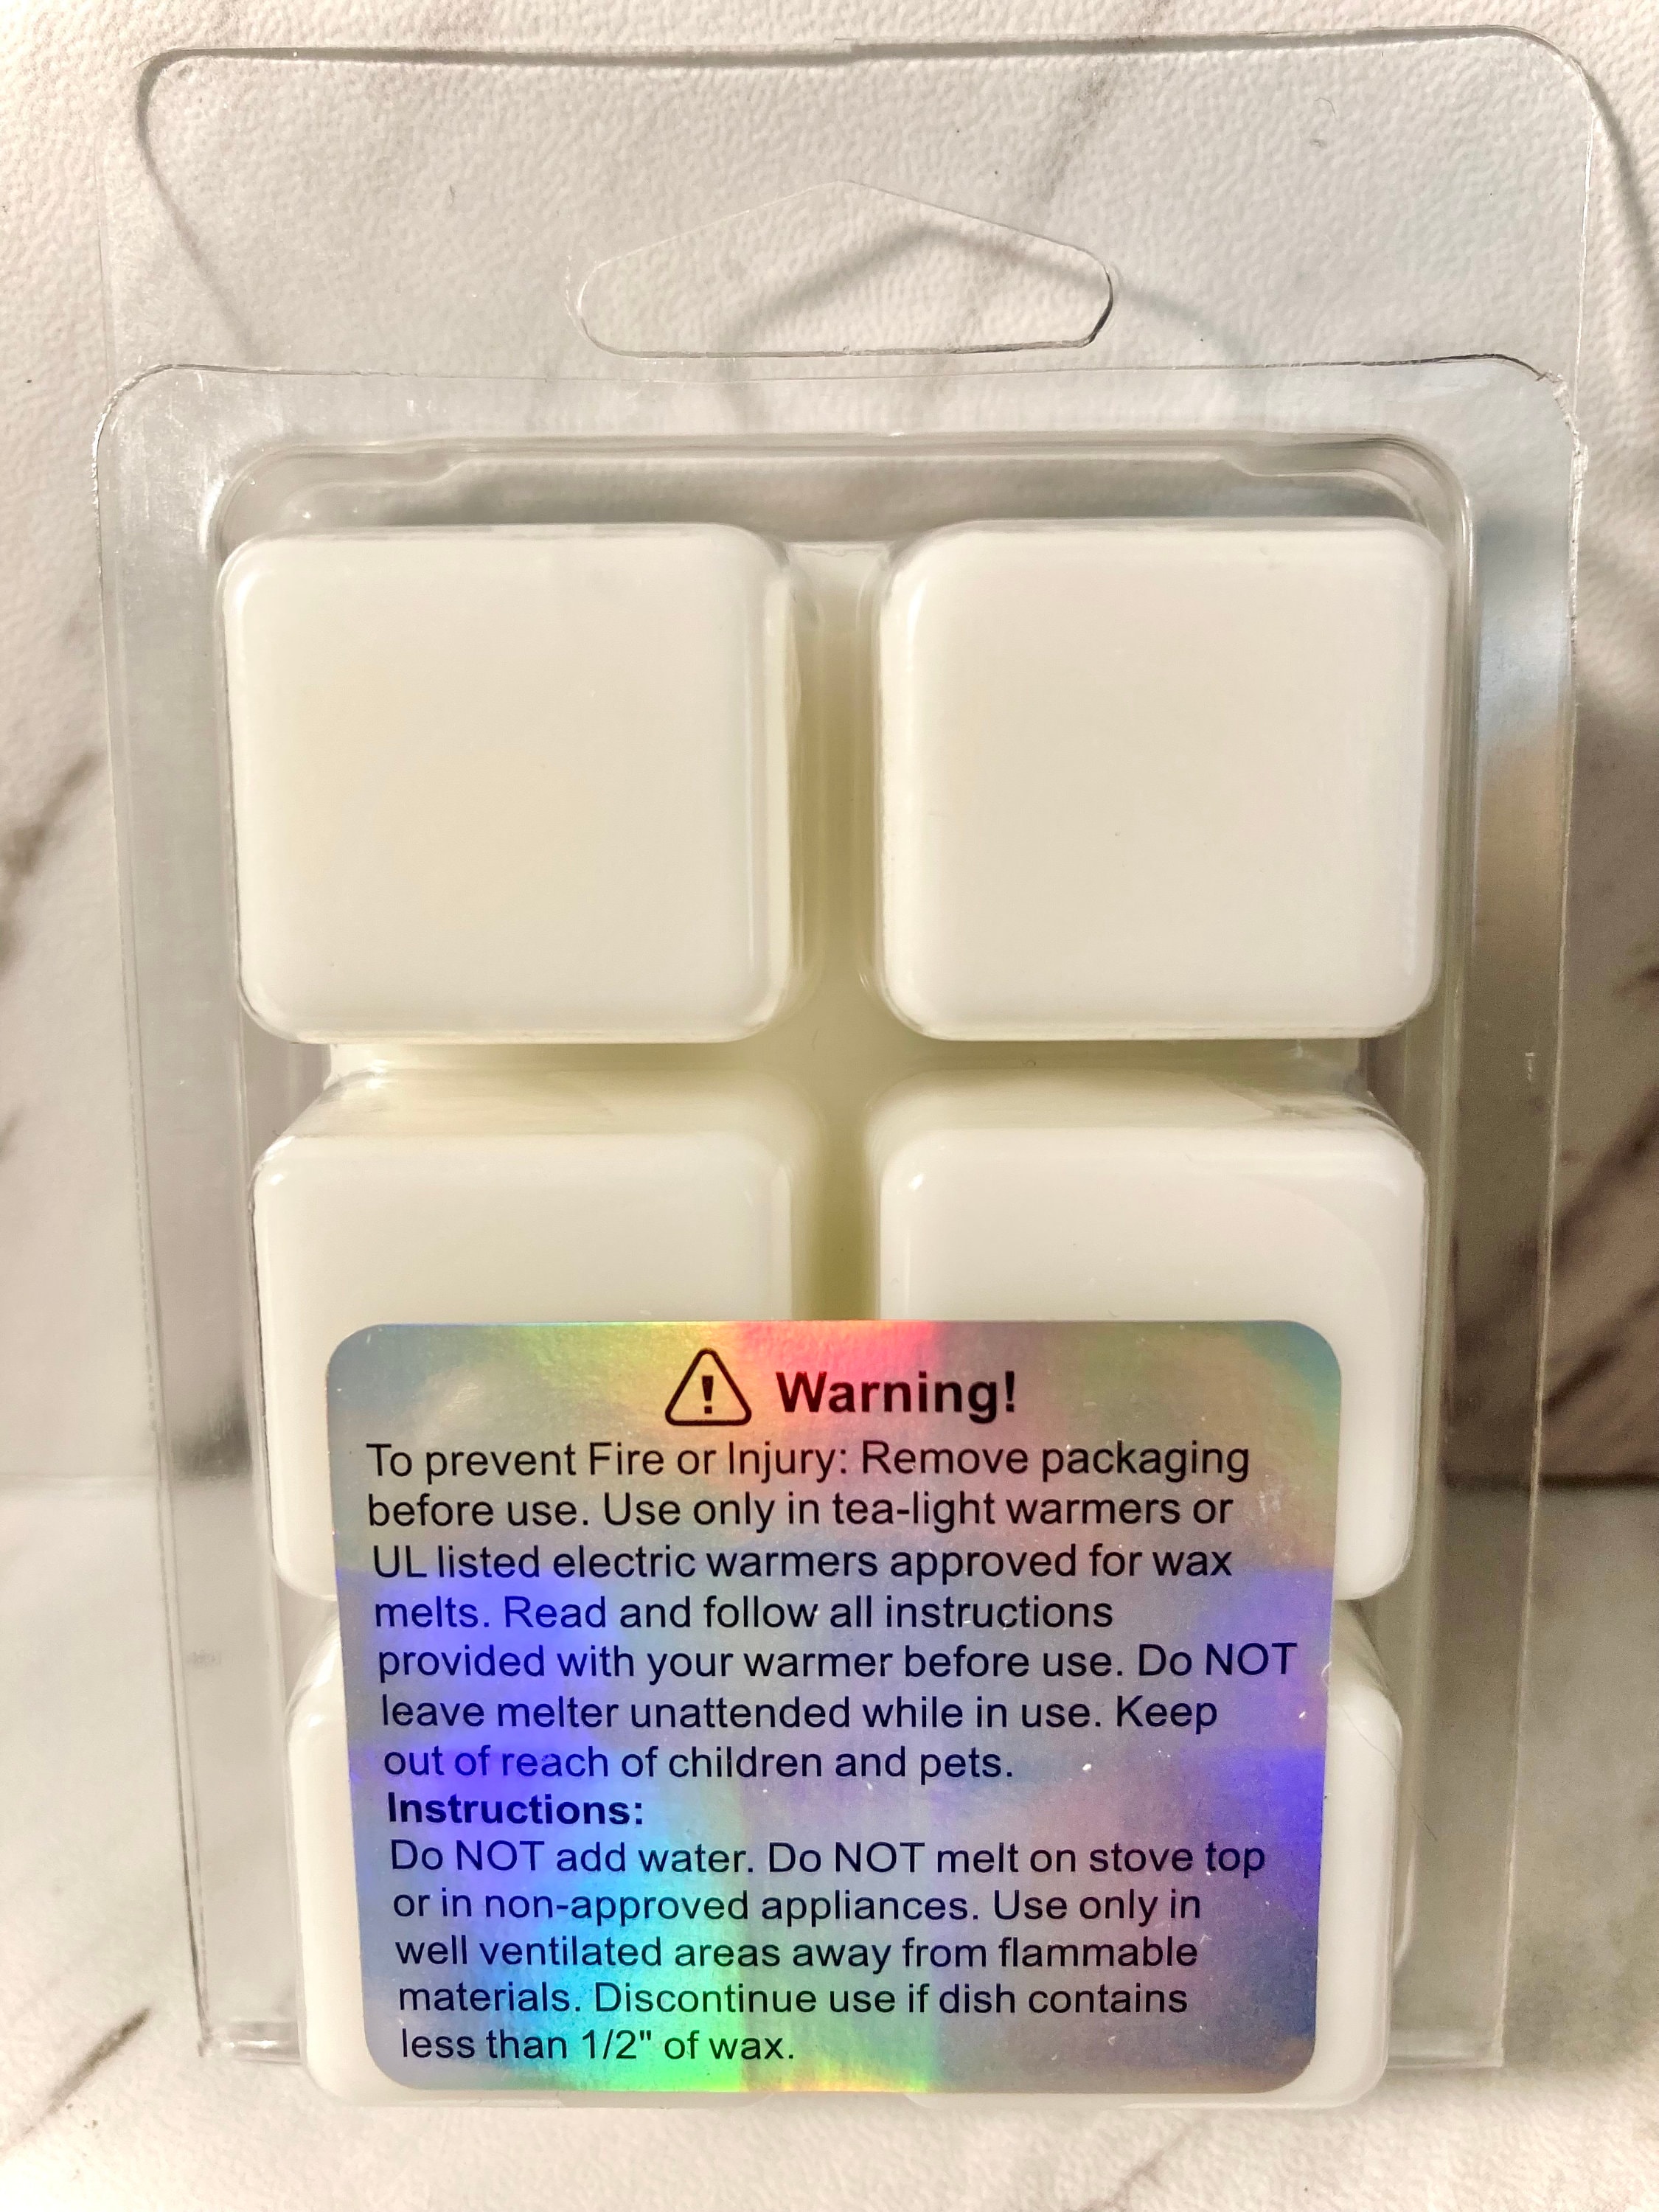 Warning!
To prevent Fire or Injury: Remove packaging
before use. Use only in tea-light warmers or
UL listed electric warmers approved for wax
melts. Read and follow all instructions
provided with your warmer before use. Do NOT
leave melter unattended while in use. Keep
out of reach of children and pets.
Instructions:
Do NOT add water. Do NOT melt on stove top
or in non-approved appliances. Use only in
well ventilated areas away from flammable
materials. Discontinue use if dish contains
less than 1/2" of wax.